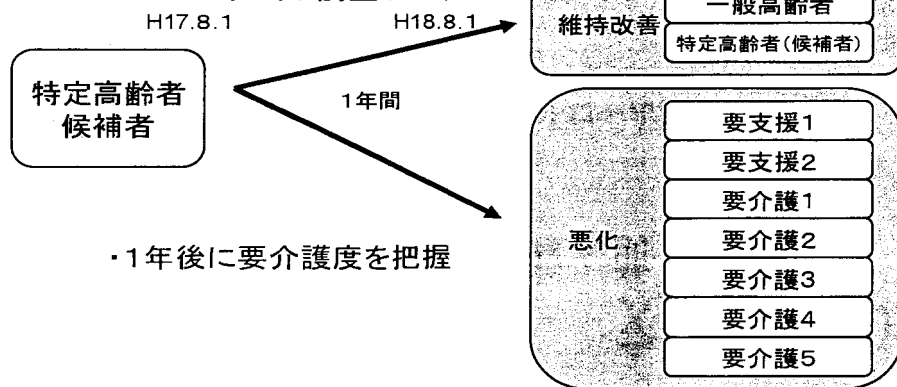 H17.8.1
H18.8.1
特定高齢者
候補者
1年間
・1年後に要介護度を把握
維持改善
一般高齢者
特定高齢者(候補者)
悪化
要支援1
要支援2
要介護1
要介護2
要介護3
要介護4
要介護5